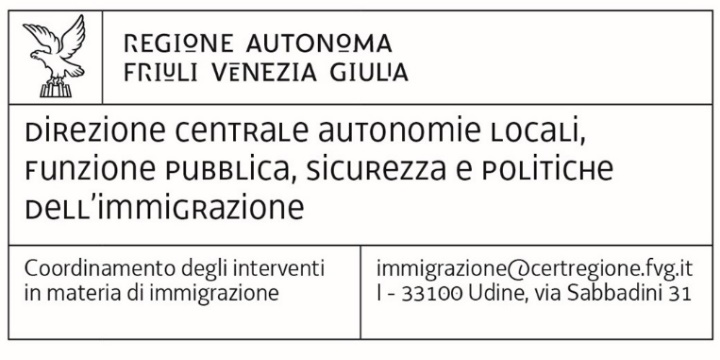 REGIONE AUTONOMA
FRIULI VENEZIA GIULIA
Direzione centrale autonomie locali,
funzione pubblica, sicurezza e politiche
dell'immigrazione
Coordinamento degli interventi
in materia di immigrazione
immigrazione@certregione.fvg.it
I - 33100 Udine, via Sabbadini 31